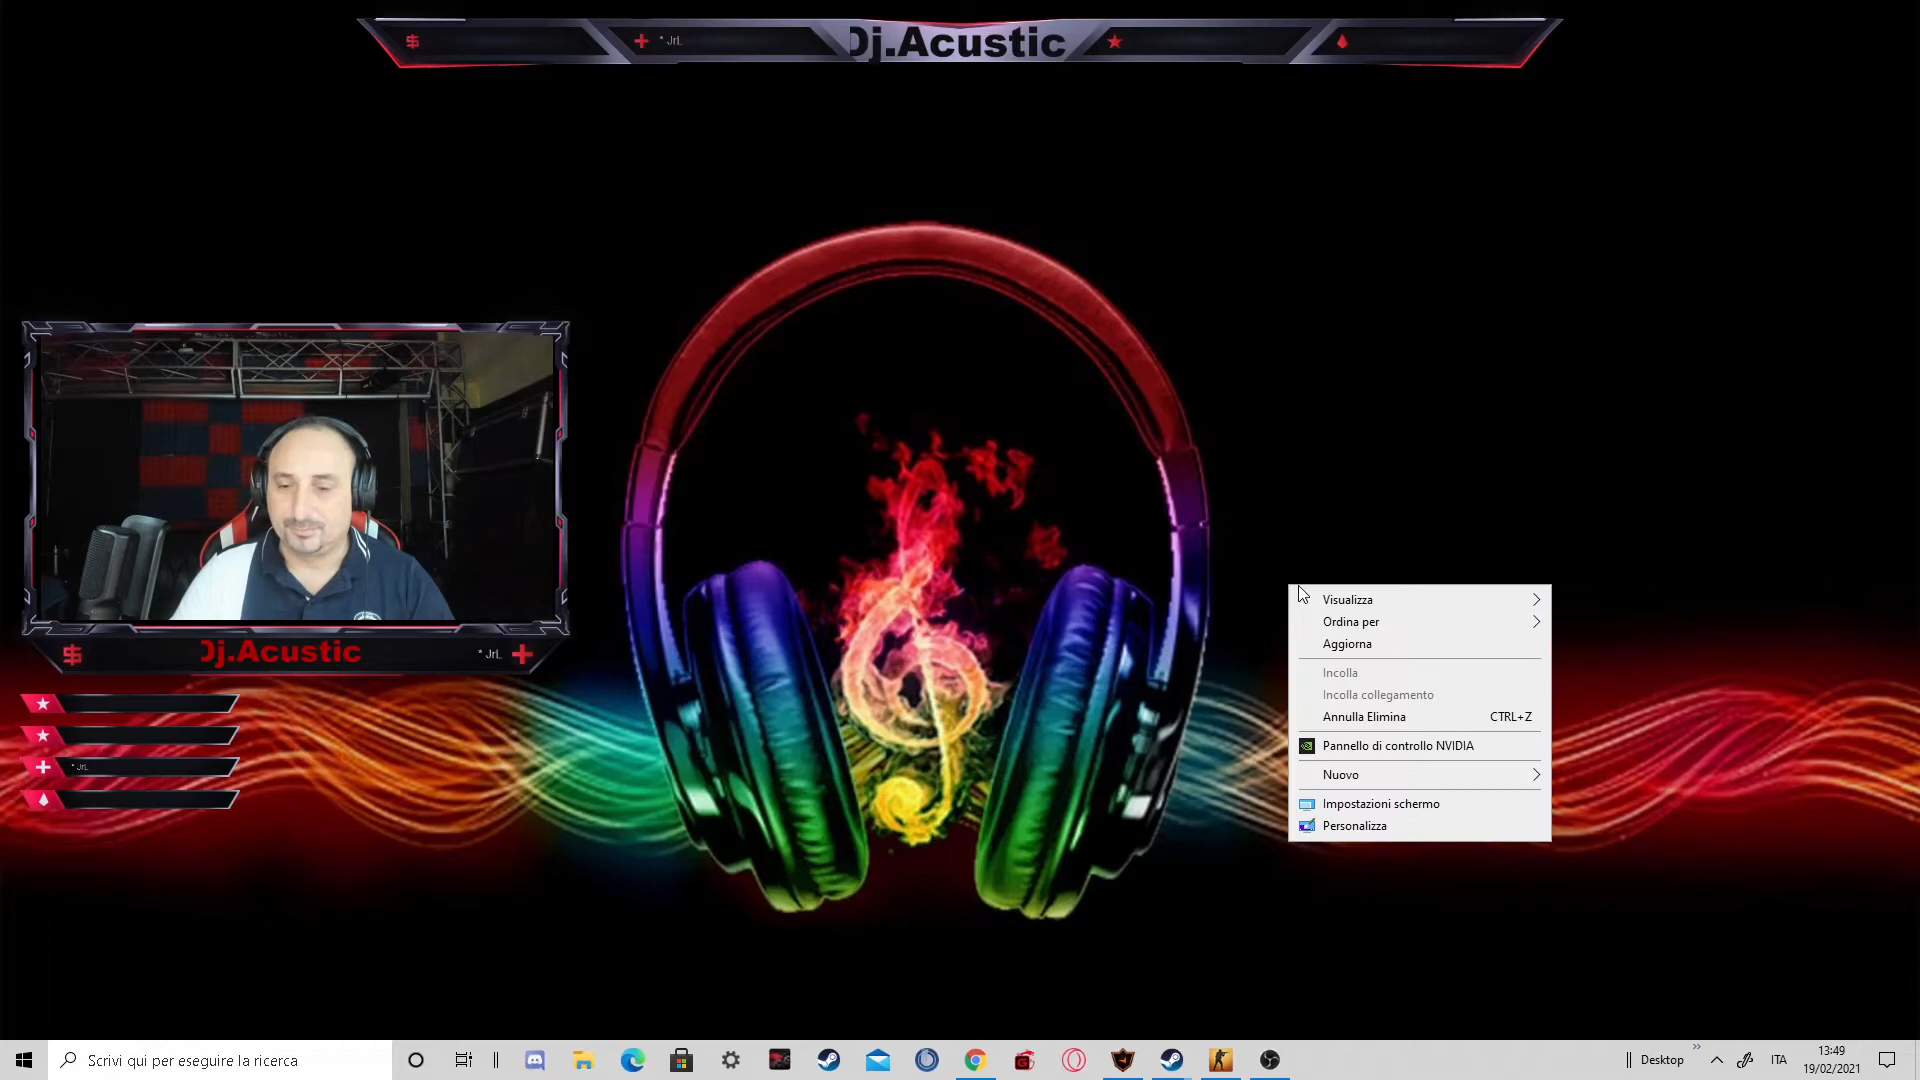 * JrL
Dj.Acustic
Dj.Acustic
* JrL
* JrL
Visualizza
Ordina per
Aggiorna
Incolla
Incolla collegamento
Annulla Elimina CTRL+Z
Pannello di controllo NVIDIA
Nuovo
Impostazioni schermo
Personalizza
Scrivi qui per eseguire la ricerca
Desktop
ITA
13:49
19/02/2021